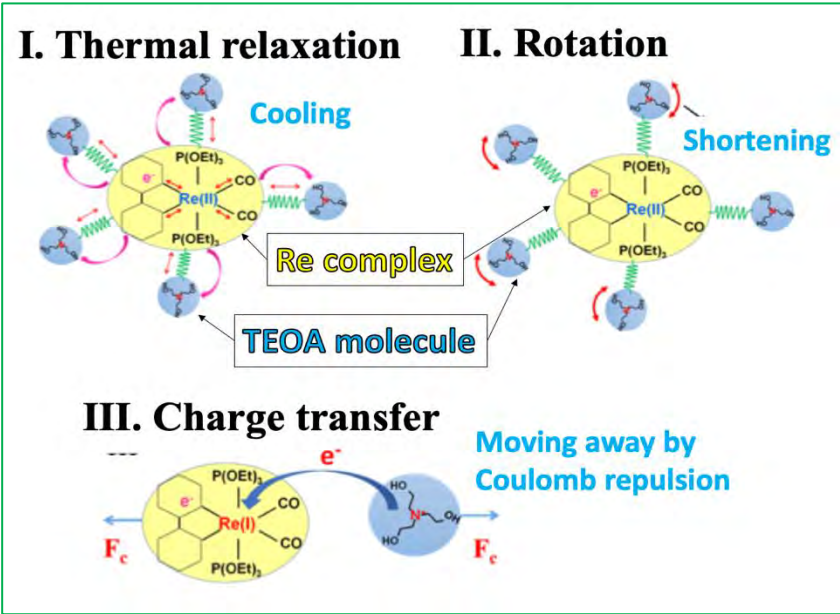 I. Thermal relaxation
II. Rotation
Cooling
Shortening
P(OEt)3
e-
Re(II)
CO
CO
P(OEt)3
P(OEt)3
e-
Re(II)
CO
CO
P(OEt)3
Re complex
TEOA molecule
III. Charge transfer
Moving away by
Coulomb repulsion
e-
P(OEt)3
e-
Re(I)
CO
CO
P(OEt)3
HO
N
OH
HO
Fc
Fc